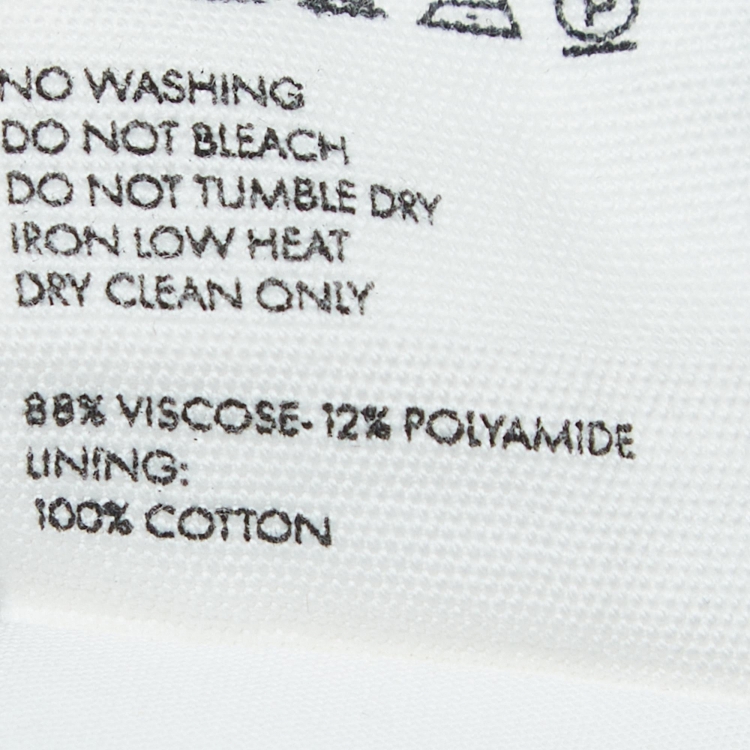 P
NO WASHING
DO NOT BLEACH
DO NOT TUMBLE DRY
IRON LOW HEAT
DRY CLEAN ONLY
88% VISCOSE- 12% POLYAMIDE
LINING:
100% COTTON